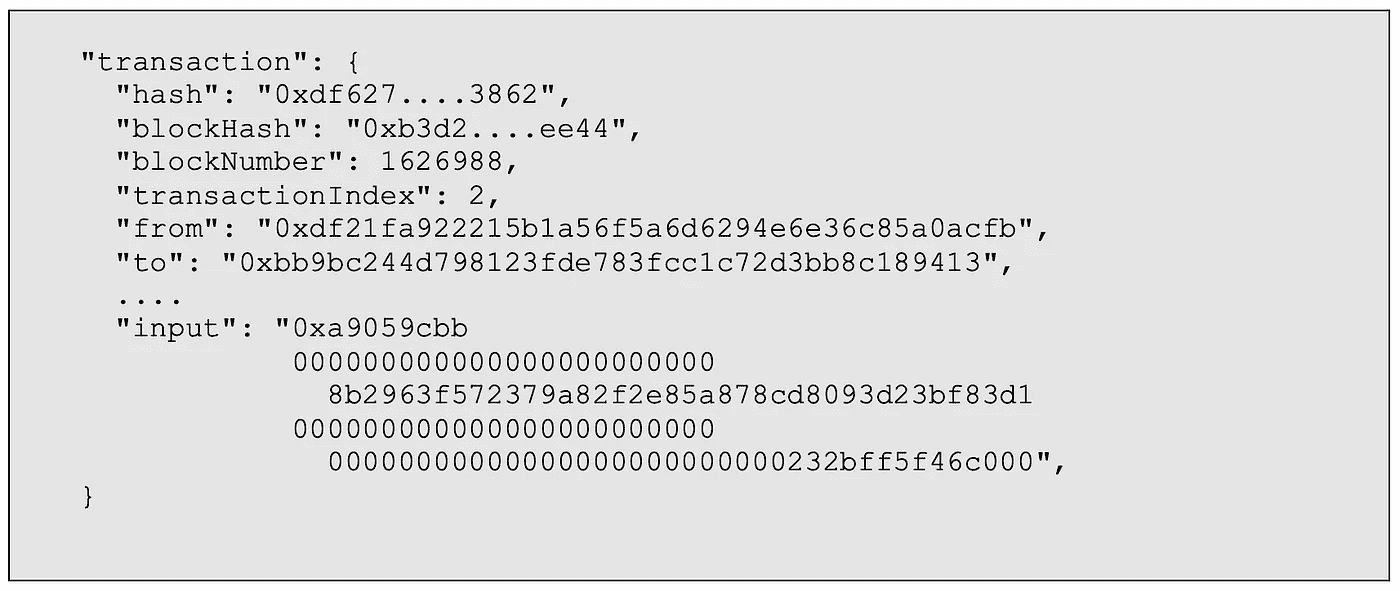 "transaction": {
"hash": "0xdf627....3862",
"blockHash": "0xb3d2....ee44",
"blockNumber": 1626988,
"transactionIndex": 2,
"from": "0xdf21fa922215b1a56f5a6d6294e6e36c85a0acfb",
"to": "0xbb9bc244d798123fde783fcc1c72d3bb8c189413",
....
"input": "0xa9059cbb
000000000000000000000000
8b2963f572379a82f2e85a878cd8093d23bf83d1
000000000000000000000000
00000000000000000000000000232bff5f46c000",
}